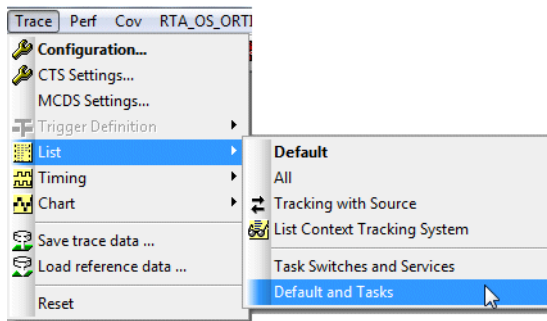 Trace Perf Cov RTA_OS_ORTI
Configuration...
CTS Settings...
MCDS Settings...
Trigger Definition
List
Timing
Chart
Save trace data ...
Load reference data ...
Reset
Default
All
Tracking with Source
List Context Tracking System
Task Switches and Services
Default and Tasks